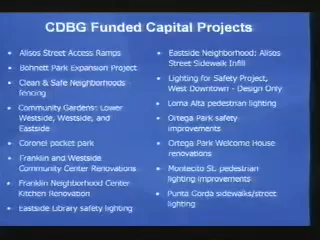 CDBG Funded Capital Projects
• Alisos Street Access Ramps
• Bohnett Park Expansion Project
• Clean & Safe Neighborhoods
fencing
• Community Gardens: Lower
Westside, Westside, and
Eastside
• Coronel pocket park
• Franklin and Westside
Community Center Renovations
• Franklin Neighborhood Center
Kitchen Renovation
• Eastside Library safety lighting
• Eastside Neighborhood: Alisos
Street Sidewalk Infill
• Lighting for Safety Project,
West Downtown - Design Only
• Loma Alta pedestrian lighting
• Ortega Park safety
improvements
• Ortega Park Welcome House
renovations
• Montecito St. pedestrian
lighting improvements
• Punta Gorda sidewalks/street
lighting